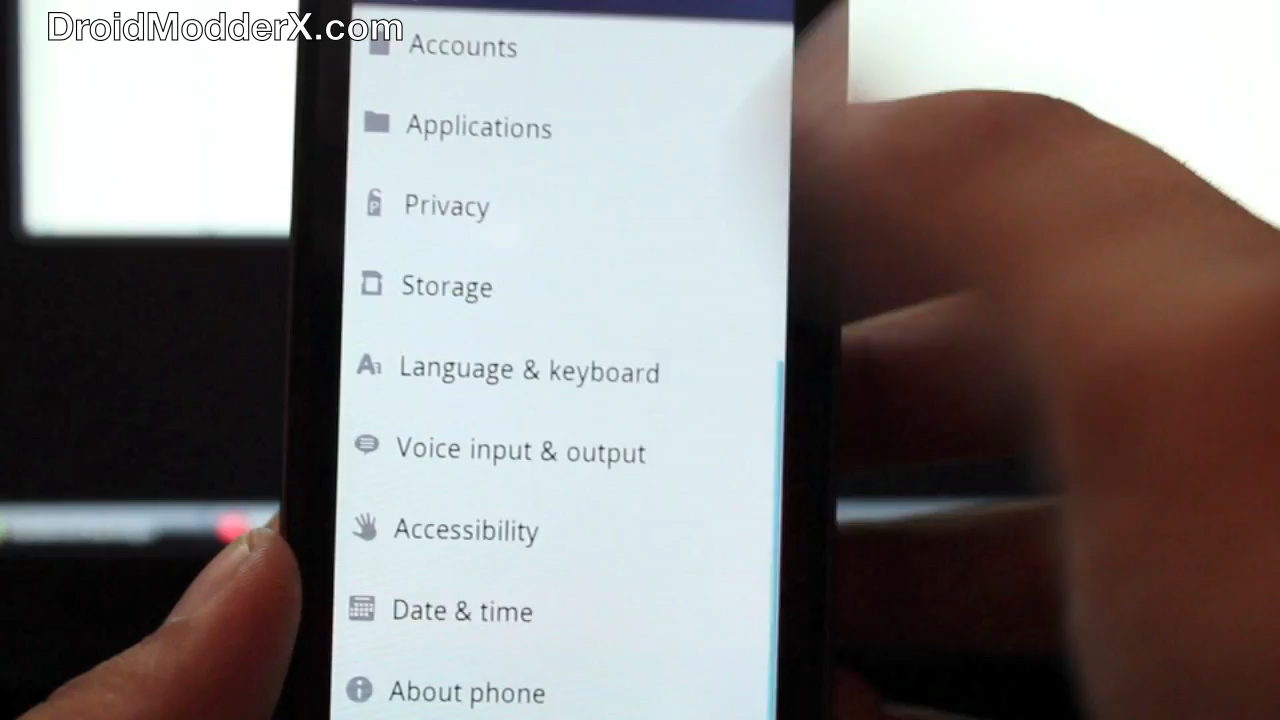 DroidModderX.com
Accounts
Applications
Privacy
Storage
Language & keyboard
Voice input & output
Accessibility
Date & time
About phone